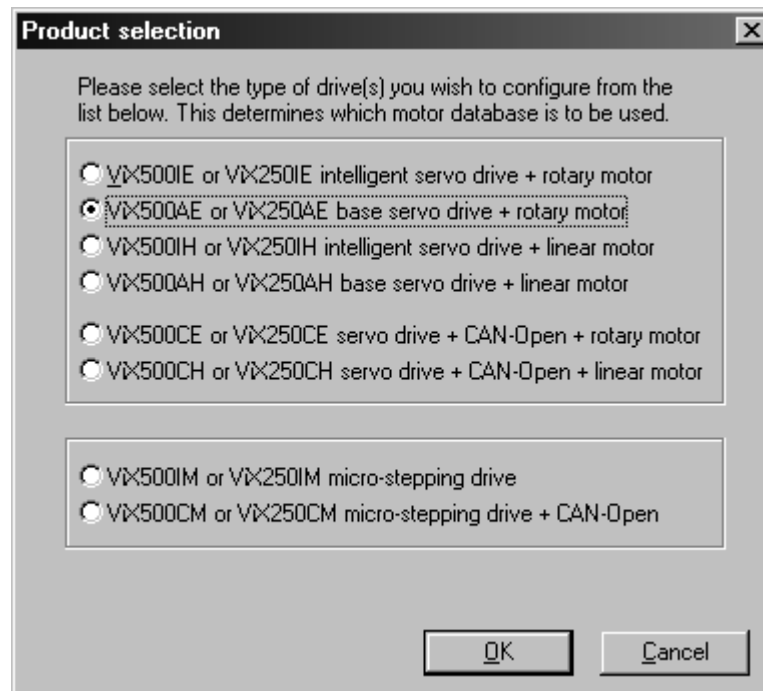 Product selection
Please select the type of drive(s) you wish to configure from the
list below. This determines which motor database is to be used.
ViX500IE or ViX250IE intelligent servo drive + rotary motor
ViX500AE or ViX250AE base servo drive + rotary motor
ViX500IH or ViX250IH intelligent servo drive + linear motor
ViX500AH or ViX250AH base servo drive + linear motor
ViX500CE or ViX250CE servo drive + CAN-Open + rotary motor
ViX500CH or ViX250CH servo drive + CAN-Open + linear motor
ViX500IM or ViX250IM micro-stepping drive
ViX500CM or ViX250CM micro-stepping drive + CAN-Open
OK Cancel